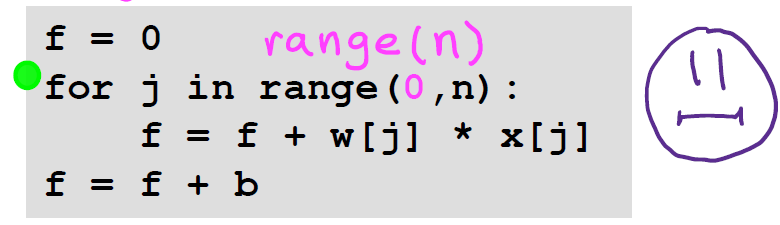 f = 0
range(n)
for j in range(0,n):
f = f + w[j] * x[j]
f = f + b